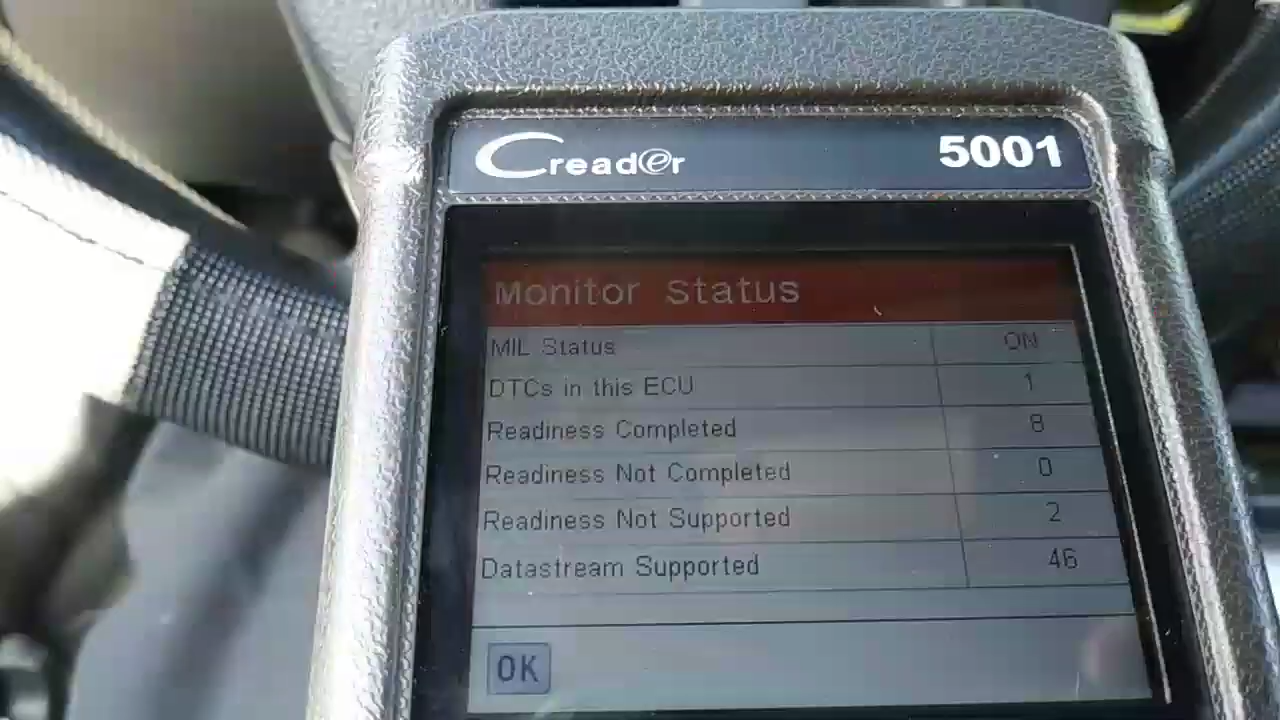 Creader 5001
Monitor Status
MIL Status ON
DTCs in this ECU 1
Readiness Completed 8
Readiness Not Completed 0
Readiness Not Supported 2
Datastream Supported 46
OK